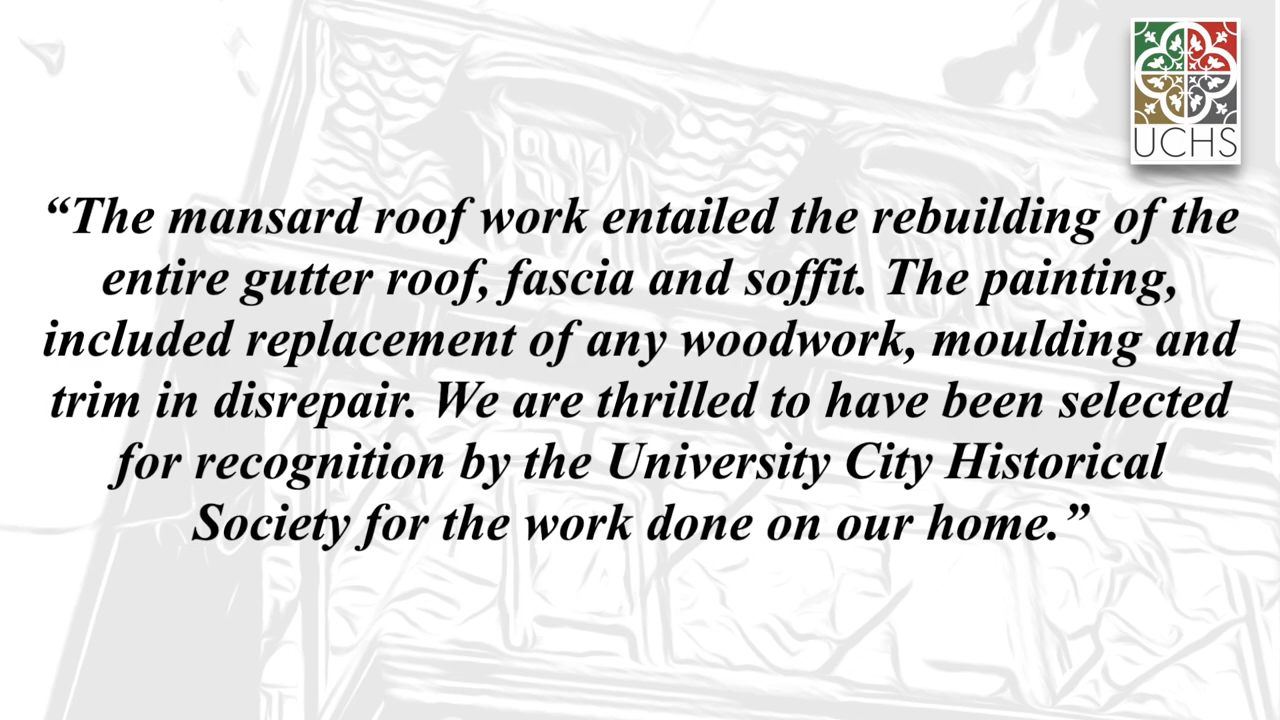 UCHS
“The mansard roof work entailed the rebuilding of the
entire gutter roof, fascia and soffit. The painting,
included replacement of any woodwork, moulding and
trim in disrepair. We are thrilled to have been selected
for recognition by the University City Historical
Society for the work done on our home.”